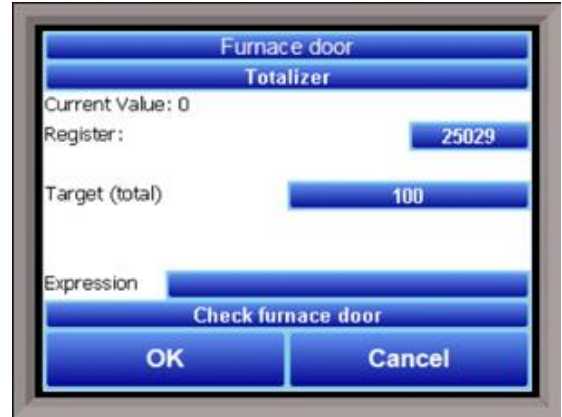 Furnace door
Totalizer
Current Value: 0
Register: 25029
Target (total) 100
Expression
Check furnace door
OK Cancel